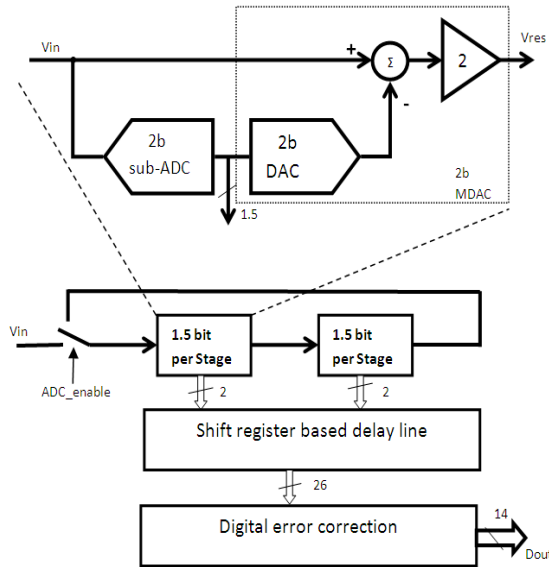 Vin
+
Σ
2
Vres
-
2b
sub-ADC
2b
DAC
1.5
2b
MDAC
Vin
ADC_enable
1.5 bit
per Stage
1.5 bit
per Stage
2
2
Shift register based delay line
26
Digital error correction
14
Dout